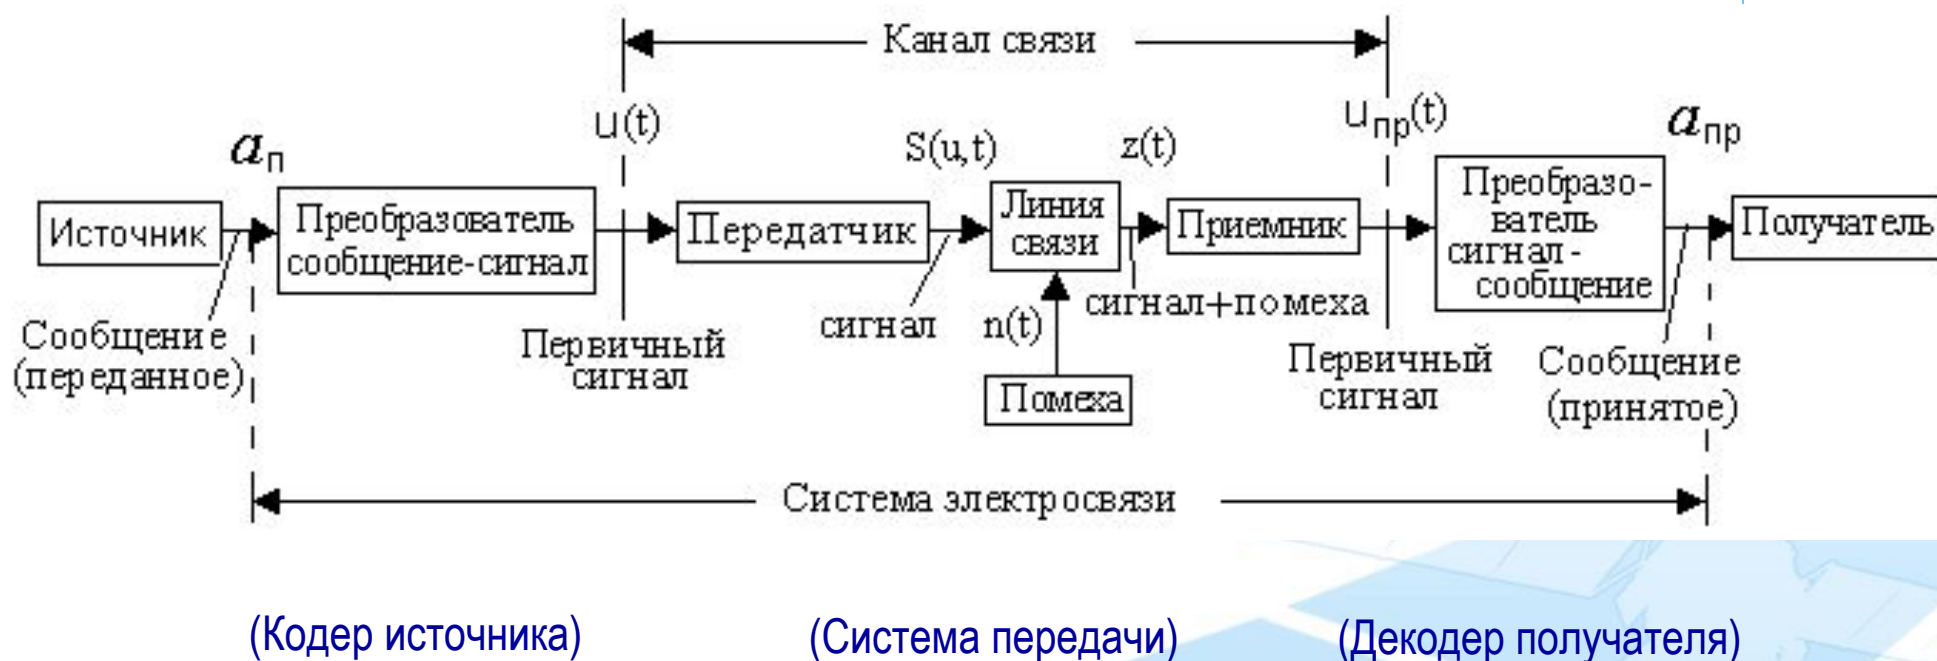 Канал связи
u(t)
uпр(t)
aп
S(u,t)
z(t)
aпр
Источник
Преобразователь
сообщение-сигнал
Передатчик
Линия
связи
Приемник
Преобразо-
ватель
сигнал-
сообщение
Получатель
Сообщение
(переданное)
Первичный
сигнал
сигнал
n(t)
сигнал+помеха
Помеха
Первичный
сигнал
Сообщение
(принятое)
Система электросвязи
(Кодер источника)
(Система передачи)
(Декодер получателя)